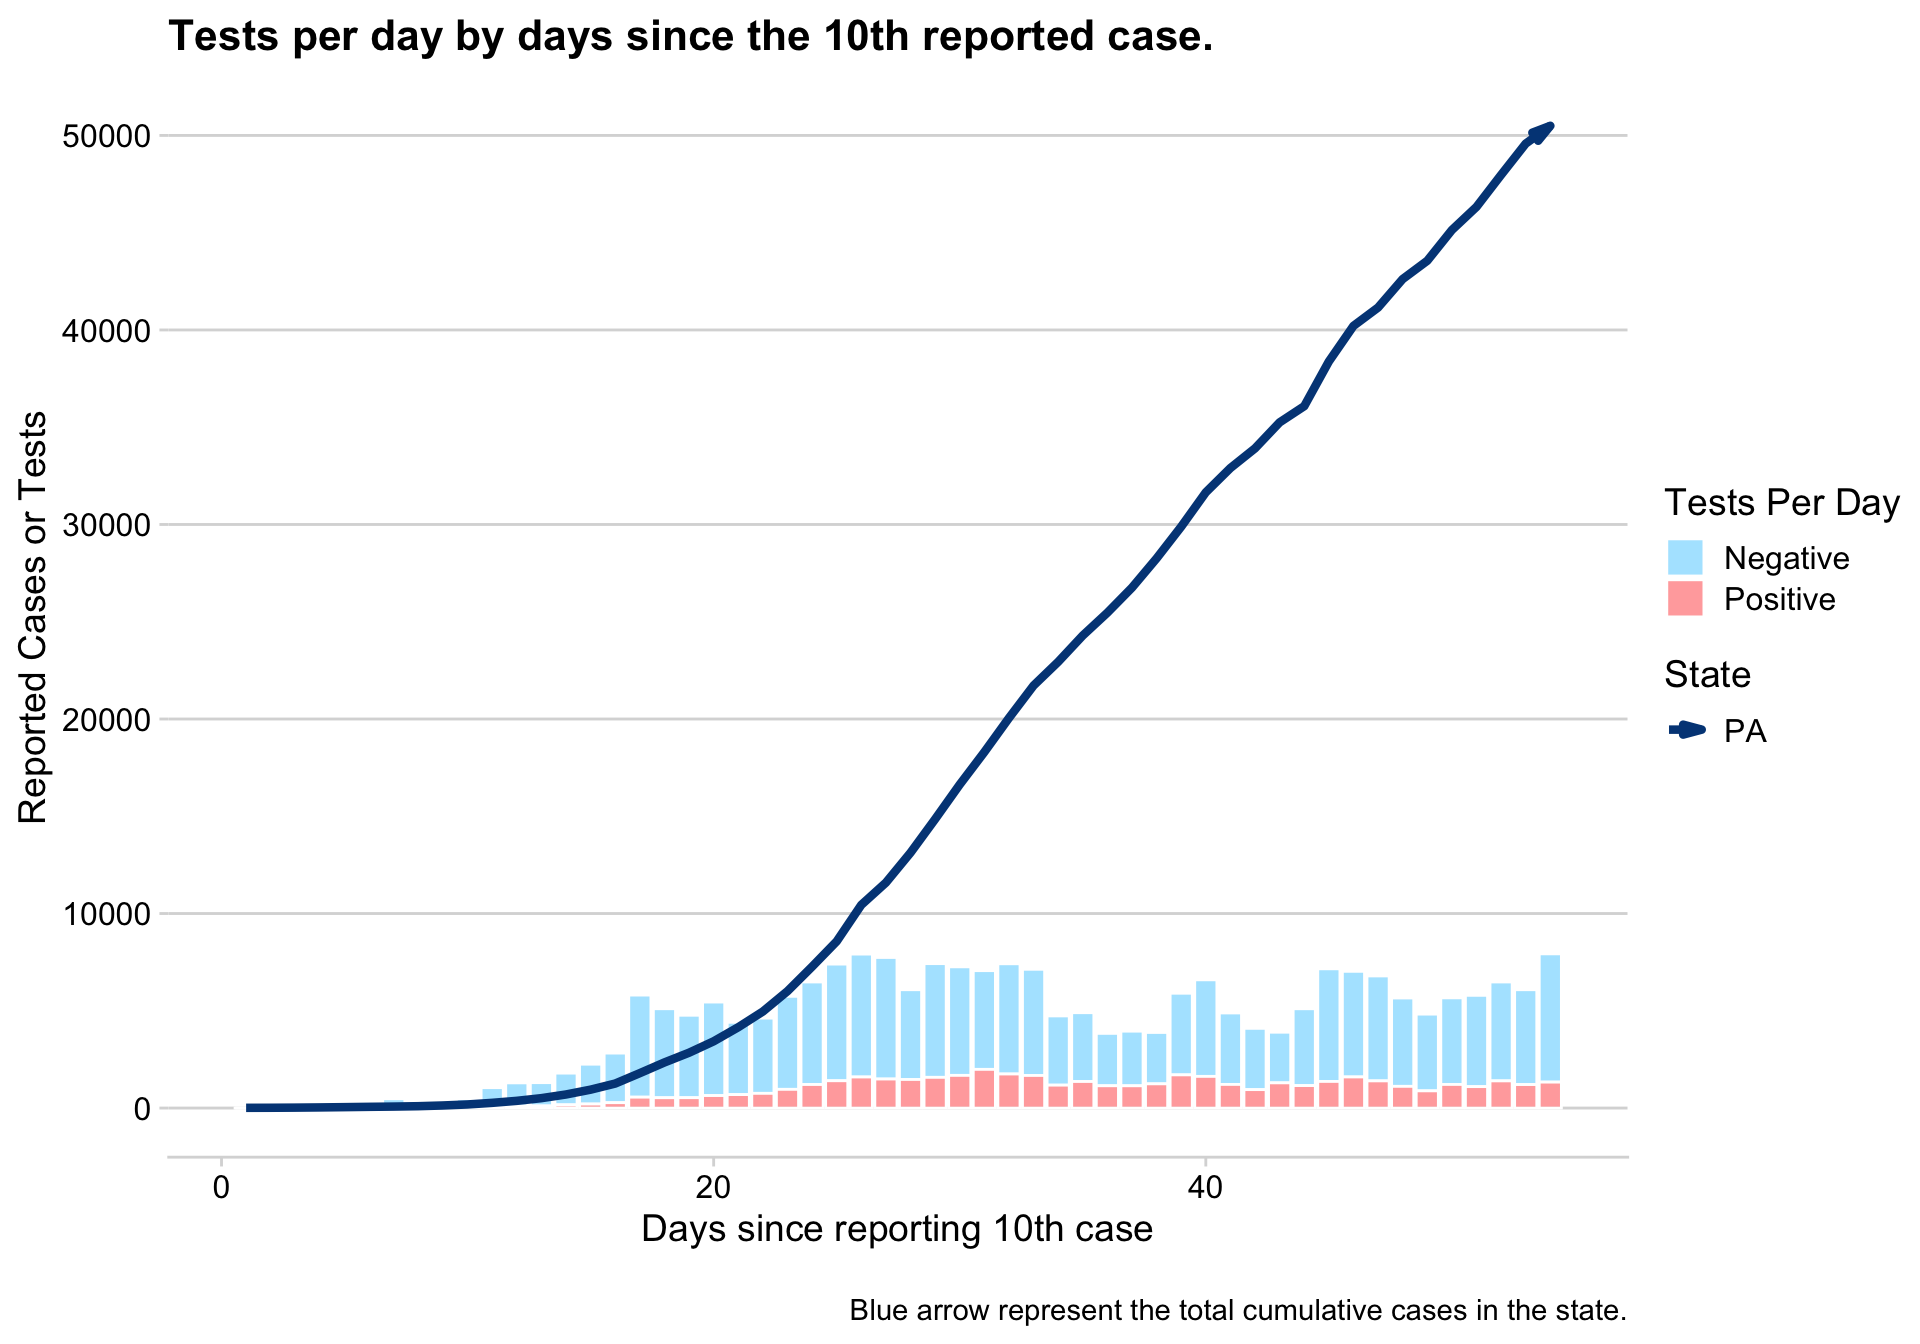 Tests per day by days since the 10th reported case.
50000
40000
30000
20000
10000
0
Reported Cases or Tests
0 20 40
Days since reporting 10th case
Tests Per Day
Negative
Positive
State
PA
Blue arrow represent the total cumulative cases in the state.